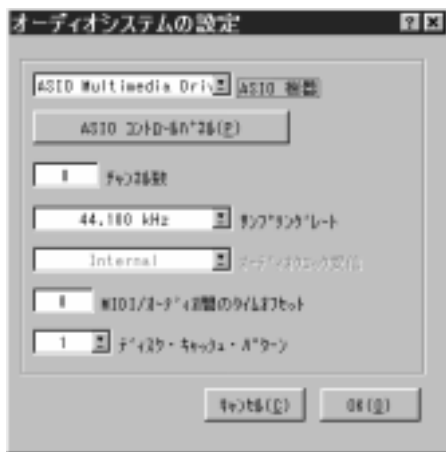 オーディオシステムの設定
ASIO Multimedia Driv ASIO 機器
ASIO ｺﾝﾄﾛｰﾙﾊﾟﾈﾙ(P)
ﾁｬﾝﾈﾙ数
44.100 kHz ｻﾝﾌﾟﾘﾝｸﾞﾚｰﾄ
Internal
MIDI/ｵｰﾃﾞｨｵ間のﾀｲﾑｵﾌｾｯﾄ
1 ﾃﾞｨｽｸ・ｷｬｯｼｭ・ﾊﾟﾀｰﾝ
ｷｬﾝｾﾙ(C) OK(O)